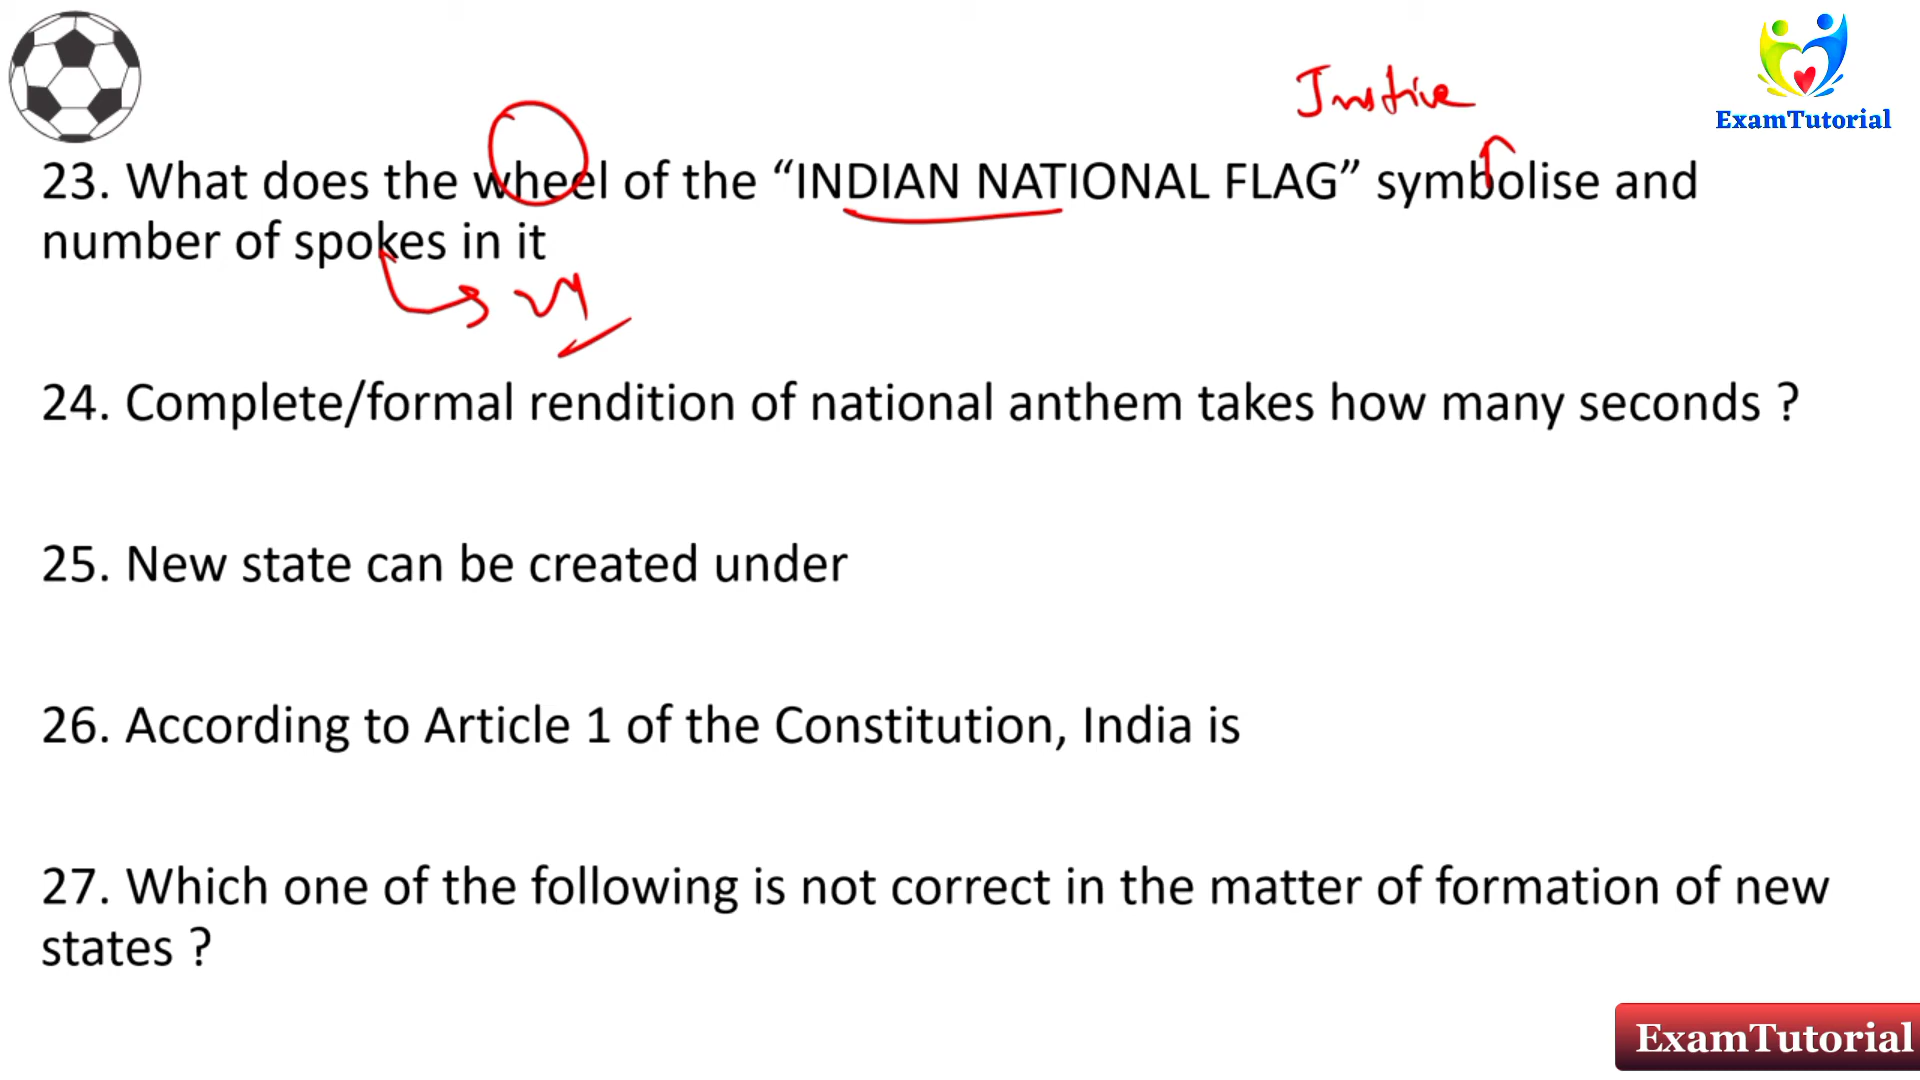 Justice
ExamTutorial
23. What does the wheel of the “INDIAN NATIONAL FLAG” symbolise and
number of spokes in it
24
24. Complete/formal rendition of national anthem takes how many seconds ?
25. New state can be created under
26. According to Article 1 of the Constitution, India is
27. Which one of the following is not correct in the matter of formation of new
states ?
ExamTutorial